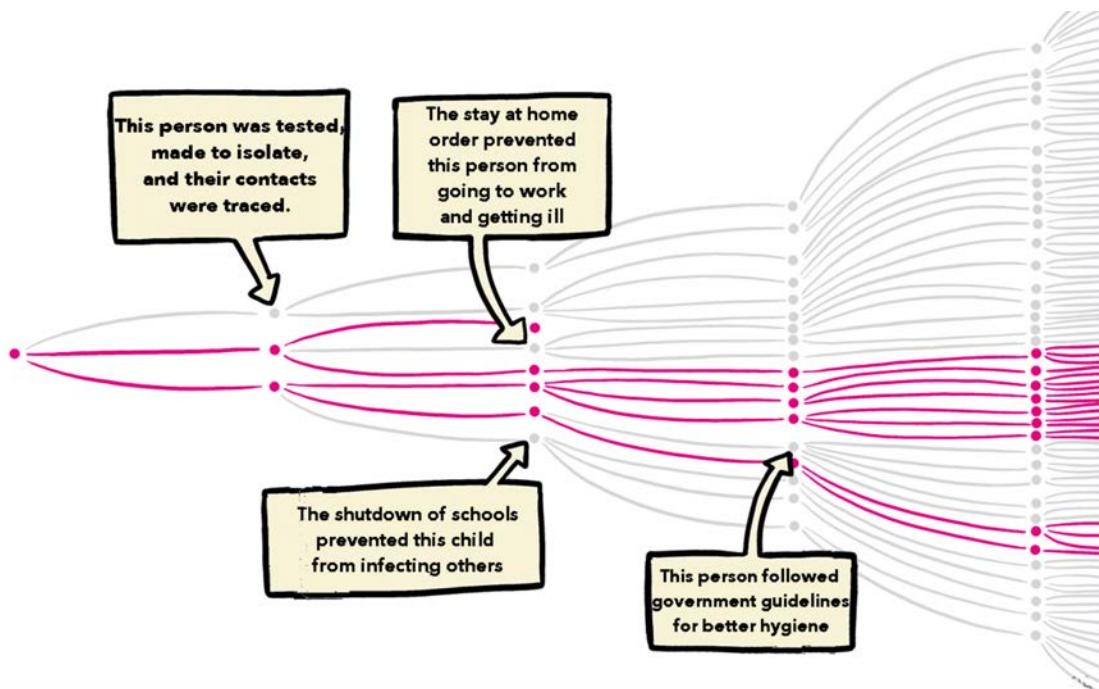 This person was tested,
made to isolate,
and their contacts
were traced.
The stay at home
order prevented
this person from
going to work
and getting ill
The shutdown of schools
prevented this child
from infecting others
This person followed
government guidelines
for better hygiene